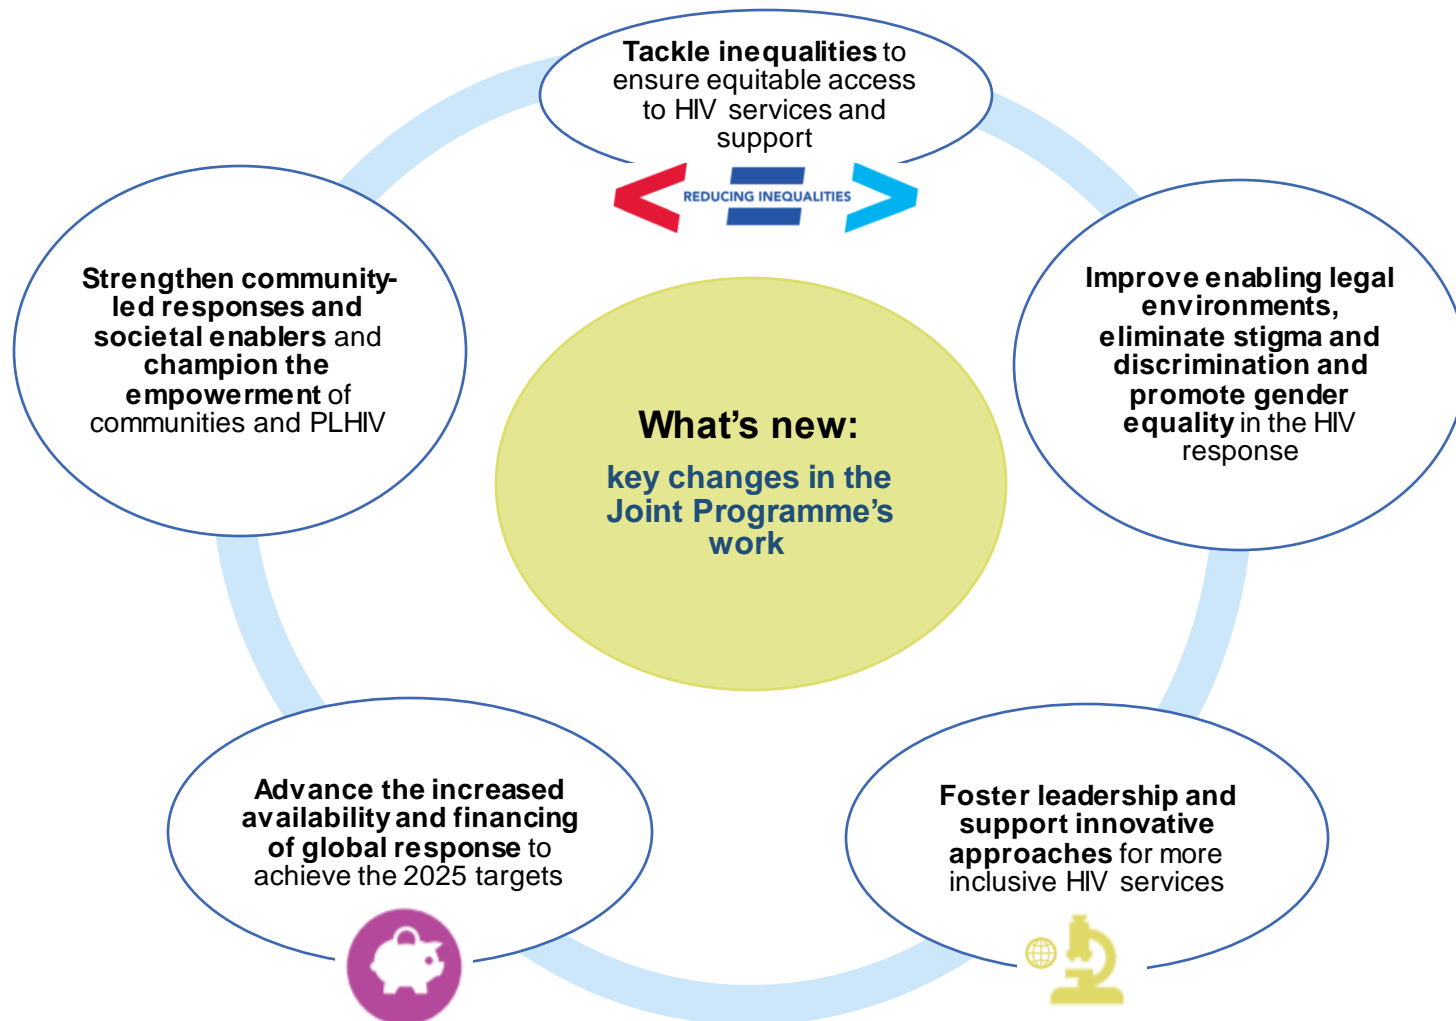 Tackle inequalities to
ensure equitable access
to HIV services and
support
REDUCING INEQUALITIES
Improve enabling legal
environments,
eliminate stigma and
discrimination and
promote gender
equality in the HIV
response
Foster leadership and
support innovative
approaches for more
inclusive HIV services
Advance the increased
availability and financing
of global response to
achieve the 2025 targets
Strengthen community-
led responses and
societal enablers and
champion the
empowerment of
communities and PLHIV
What's new:
key changes in the
Joint Programme's
work